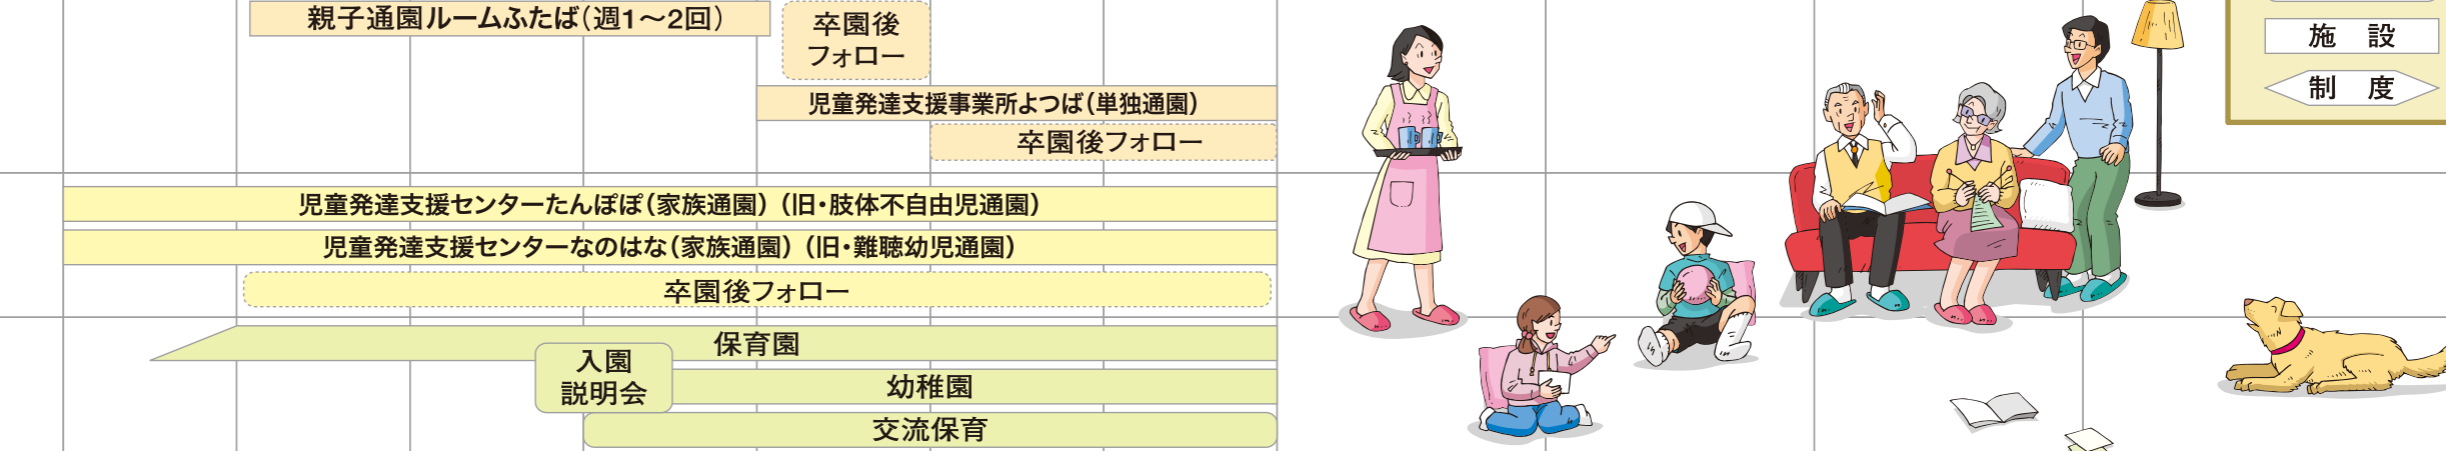 親子通園ルームふたば（週1〜2回）
卒園後
フォロー
児童発達支援事業所よつば（単独通園）
卒園後フォロー
児童発達支援センターたんぽぽ（家族通園）（旧・肢体不自由児通園）
児童発達支援センターなのはな（家族通園）（旧・難聴幼児通園）
卒園後フォロー
保育園
入園
説明会
幼稚園
交流保育
施　設
制　度